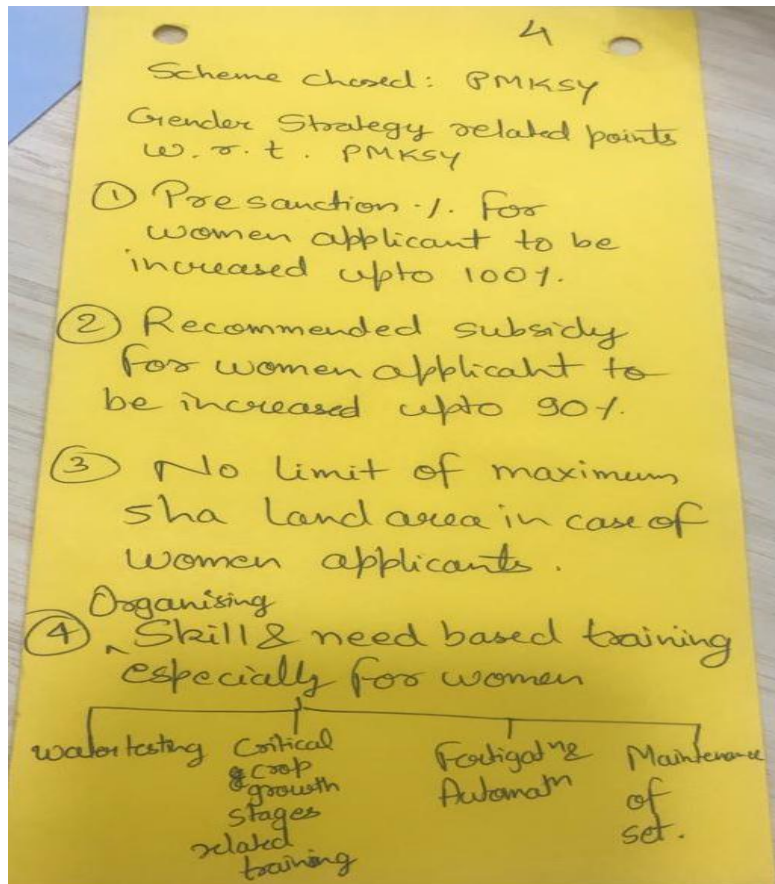 4
Scheme chosed: PMKSY
Gender Strategy related points
w.r.t. PMKSY
① Presanction ·/. for
women applicant to be
increased upto 100%.
② Recommended subsidy
for women applicant to
be increased upto 90%.
③ No limit of maximum
5ha land area in case of
women applicants.
Organising
④ ^ Skill & need based training
especially for women
water testing Critical Fertigatⁿ & Maintenance
& crop Automatⁿ of
growth set.
stages
related
training